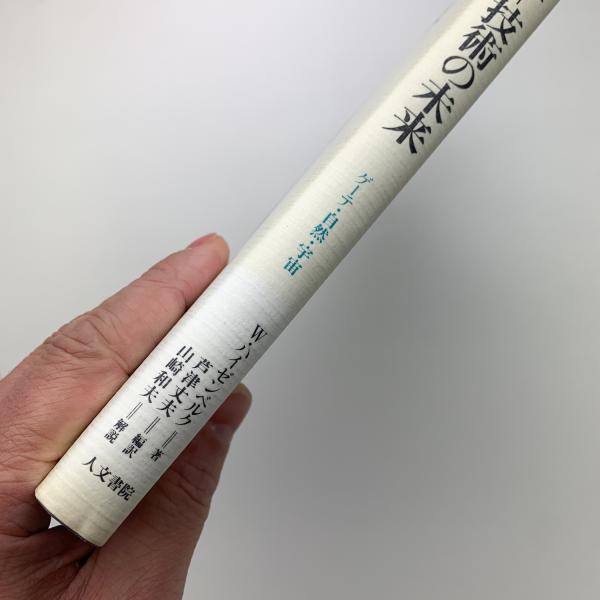 技術の未来
ゲーテ・自然・宇宙
W・ハイゼンベルク=著
芦津丈夫=編訳
山崎和夫=解説
人文書院